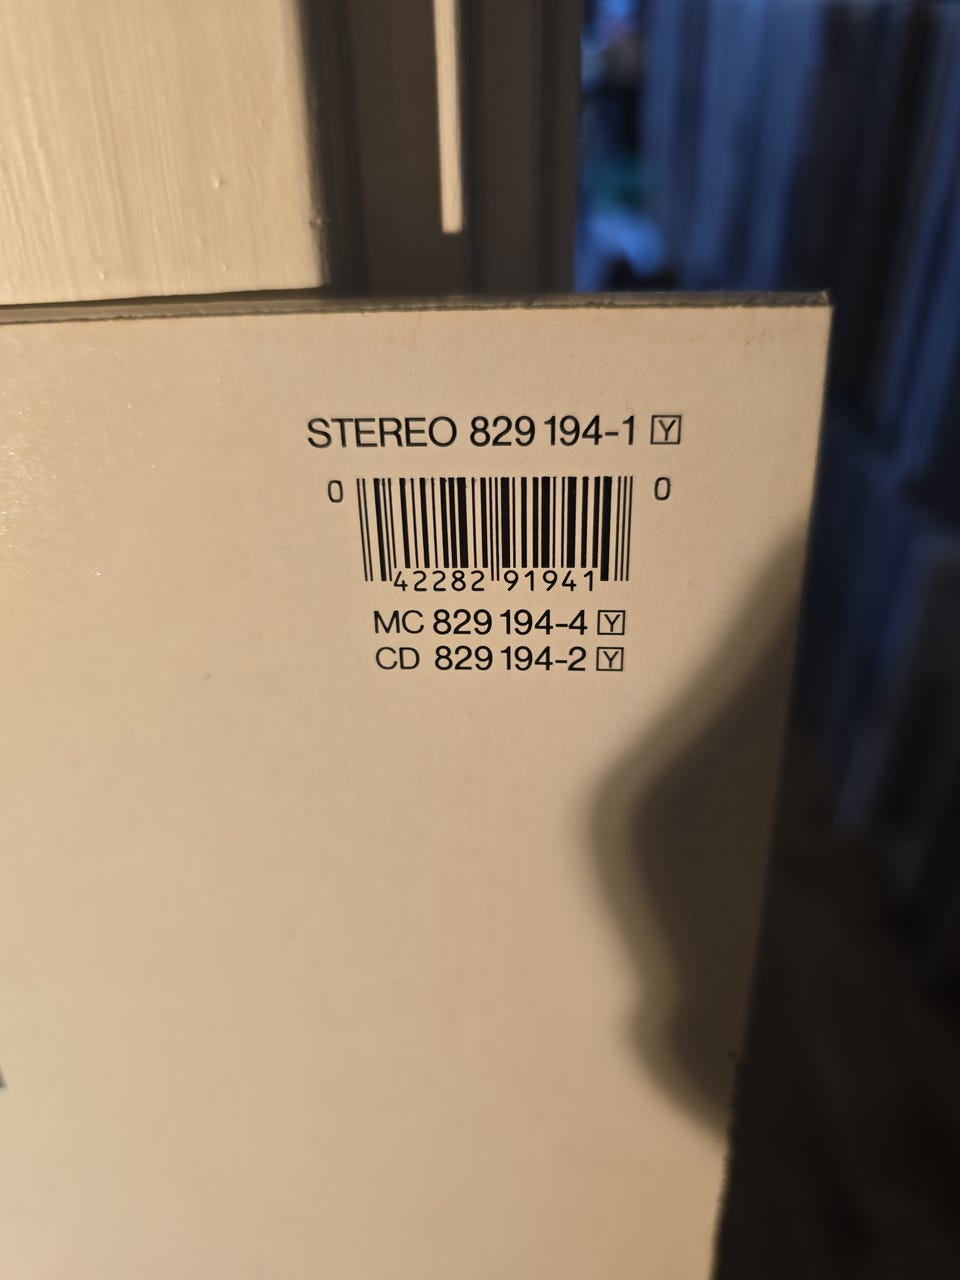 STEREO 829 194-1 Y
0 42282 91941 0
MC 829 194-4 Y
CD 829 194-2 Y